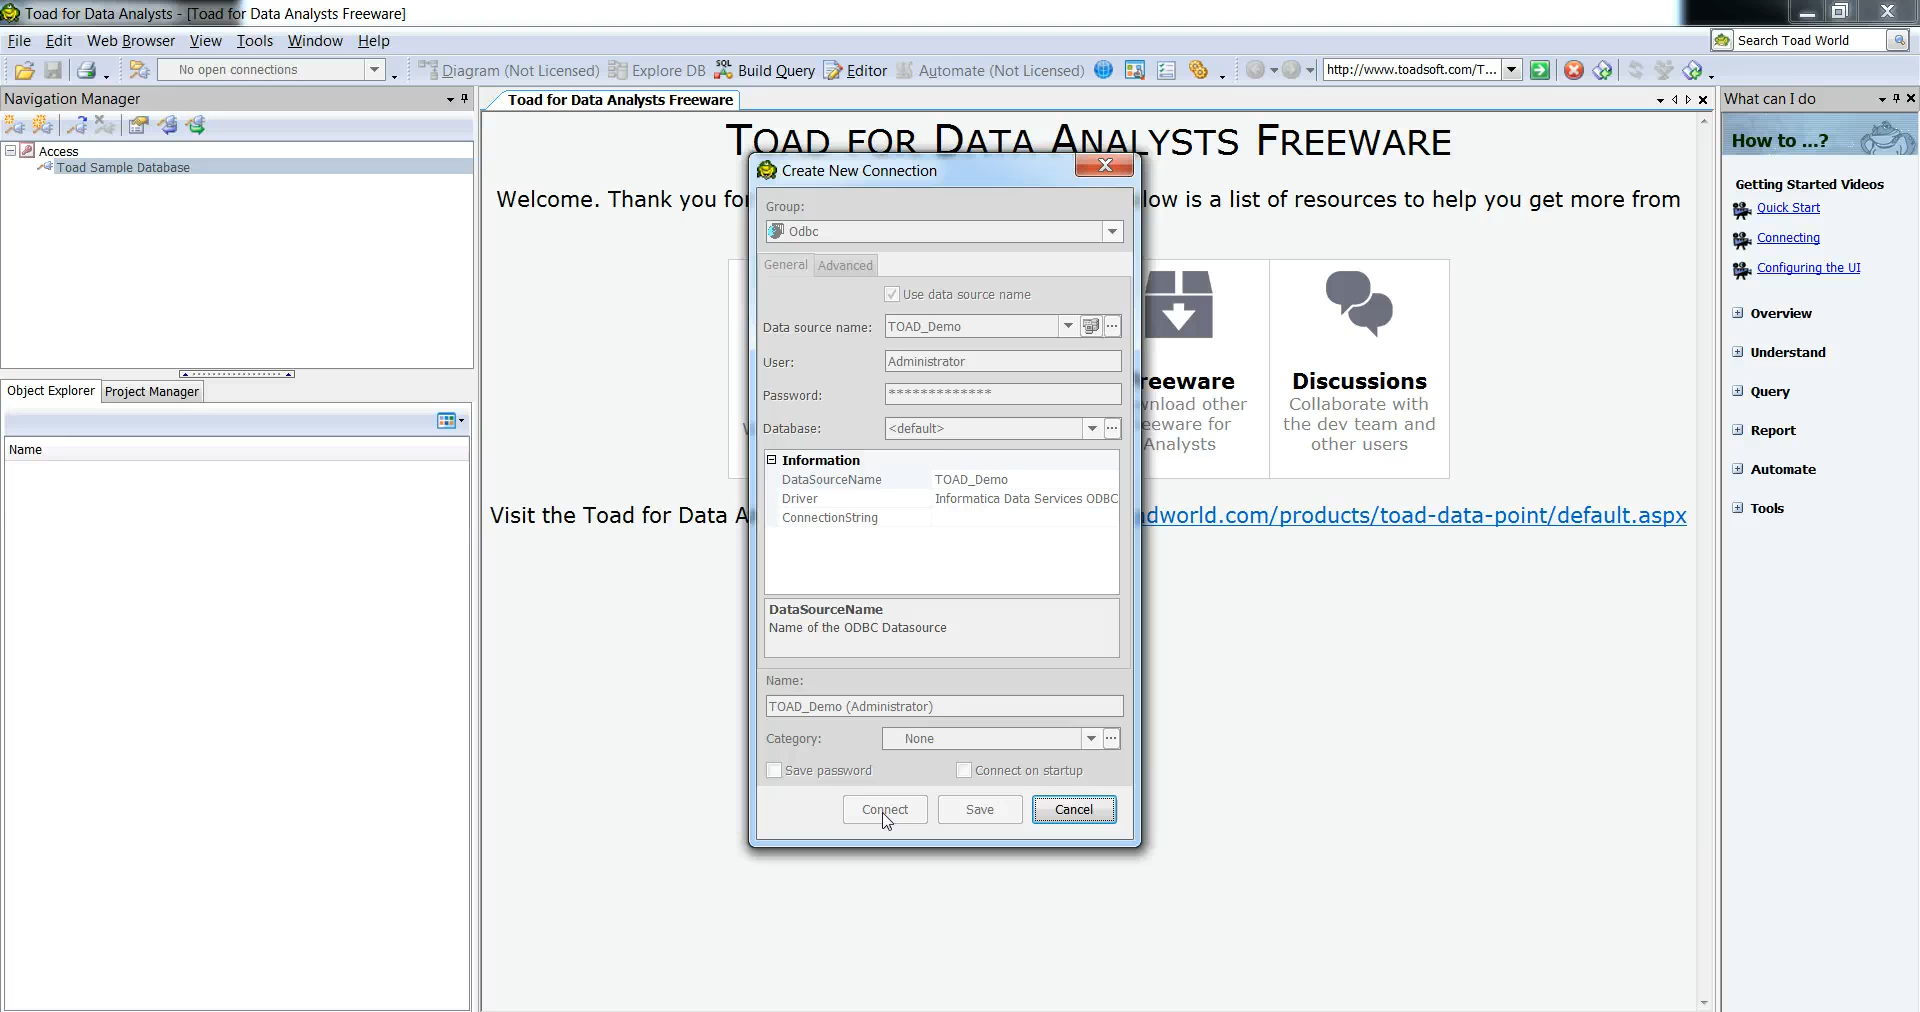 Toad for Data Analysts - [Toad for Data Analysts Freeware]
File Edit Web Browser View Tools Window Help
Search Toad World
No open connections
Diagram (Not Licensed) Explore DB SQL Build Query Editor Automate (Not Licensed) http://www.toadsoft.com/T...
Navigation Manager
Access
Toad Sample Database
Object Explorer Project Manager
Name
Toad for Data Analysts Freeware
TOAD FOR DATA ANALYSTS FREEWARE
Welcome. Thank you for
low is a list of resources to help you get more from
reeware
wnload other
eeware for
Analysts
Discussions
Collaborate with
the dev team and
other users
Visit the Toad for Data A
dworld.com/products/toad-data-point/default.aspx
Create New Connection
Group:
Odbc
General Advanced
Use data source name
Data source name: TOAD_Demo
User: Administrator
Password: *************
Database: <default>
Information
DataSourceName TOAD_Demo
Driver Informatica Data Services ODBC
ConnectionString
DataSourceName
Name of the ODBC Datasource
Name:
TOAD_Demo (Administrator)
Category: None
Save password Connect on startup
Connect Save Cancel
What can I do
How to ...?
Getting Started Videos
Quick Start
Connecting
Configuring the UI
Overview
Understand
Query
Report
Automate
Tools